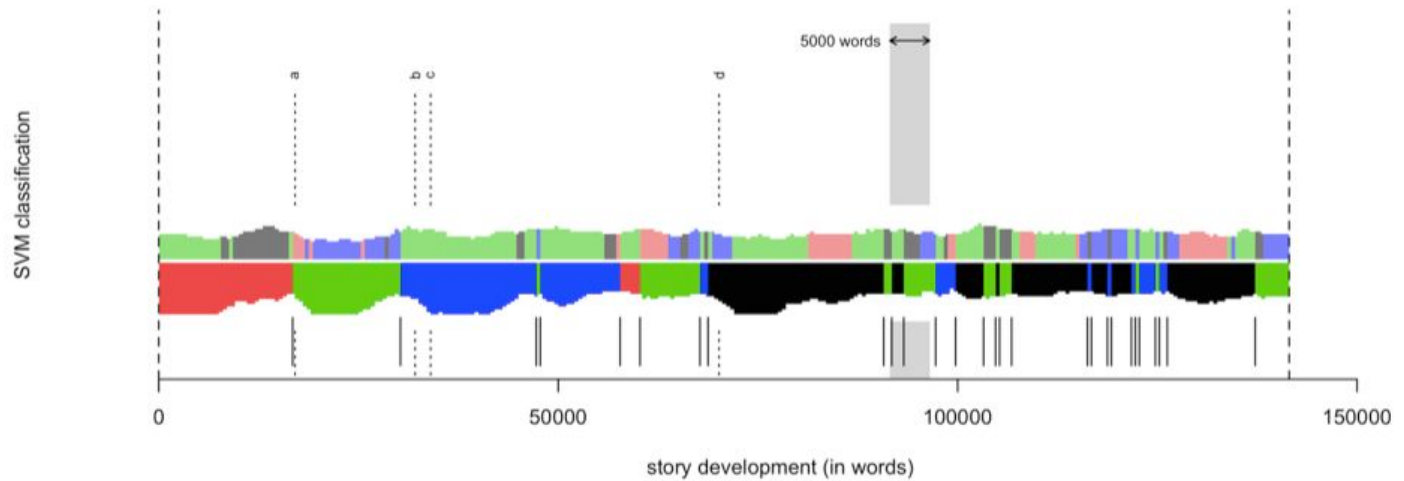 5000 words
a
b
c
d
SVM classification
0
50000
100000
150000
story development (in words)